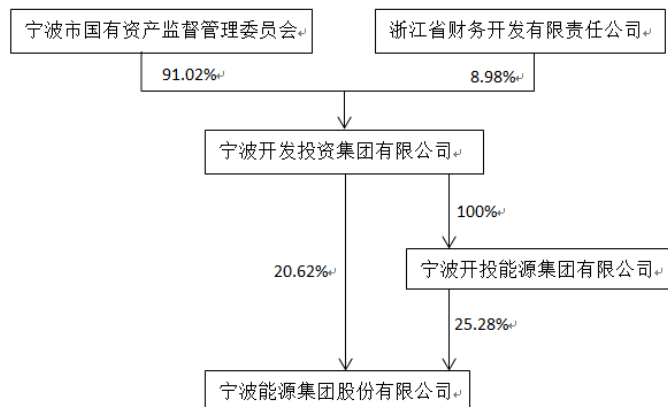 宁波市国有资产监督管理委员会
浙江省财务开发有限责任公司
91.02%
8.98%
宁波开发投资集团有限公司
100%
20.62%
宁波开投能源集团有限公司
25.28%
宁波能源集团股份有限公司